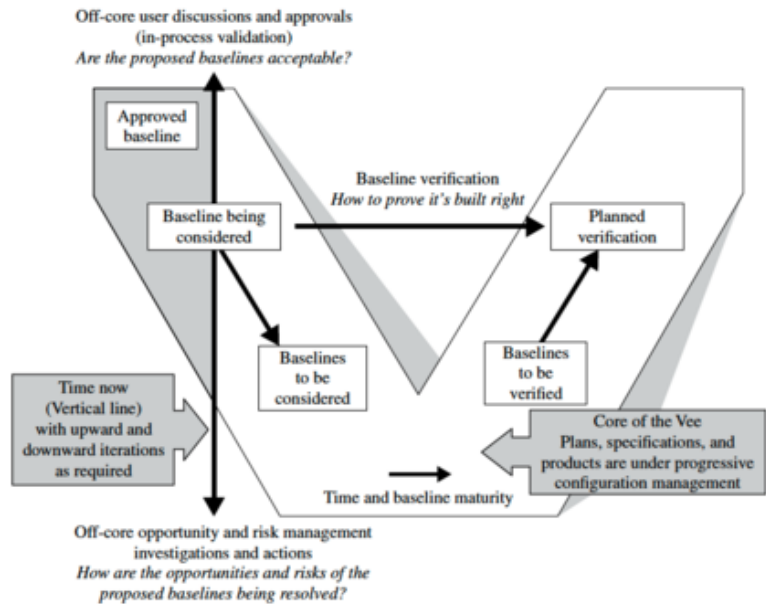 Off-core user discussions and approvals
(in-process validation)
Are the proposed baselines acceptable?
Approved
baseline
Baseline verification
How to prove it's built right
Baseline being
considered
Planned
verification
Baselines
to be
considered
Baselines
to be
verified
Time now
(Vertical line)
with upward and
downward iterations
as required
Core of the Vee
Plans, specifications, and
products are under progressive
configuration management
Time and baseline maturity
Off-core opportunity and risk management
investigations and actions
How are the opportunities and risks of the
proposed baselines being resolved?